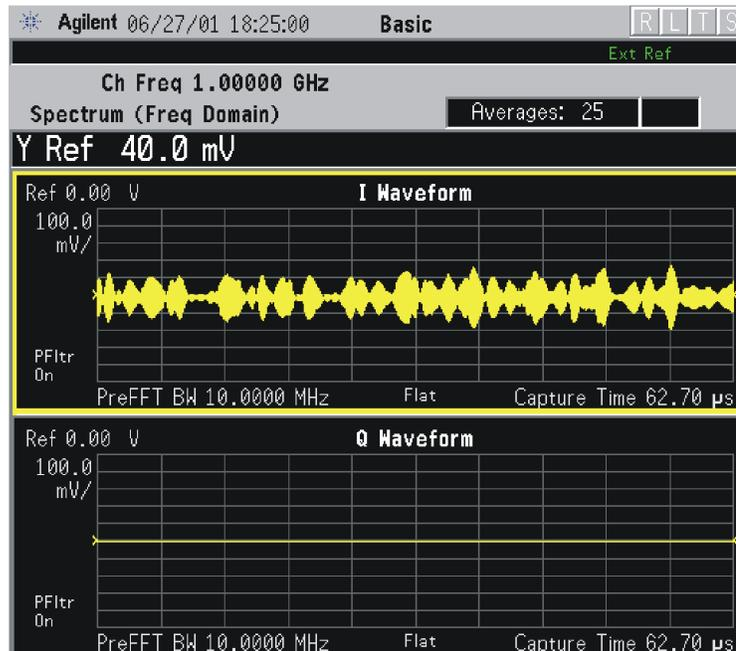 Agilent 06/27/01 18:25:00 Basic R L T S
Ext Ref
Ch Freq 1.00000 GHz
Spectrum (Freq Domain)
Averages: 25
Y Ref 40.0 mV
Ref 0.00 V I Waveform
100.0
mV/
PFltr
On
PreFFT BW 10.0000 MHz Flat Capture Time 62.70 µs
Ref 0.00 V Q Waveform
100.0
mV/
PFltr
On
PreFFT BW 10.0000 MHz Flat Capture Time 62.70 µs